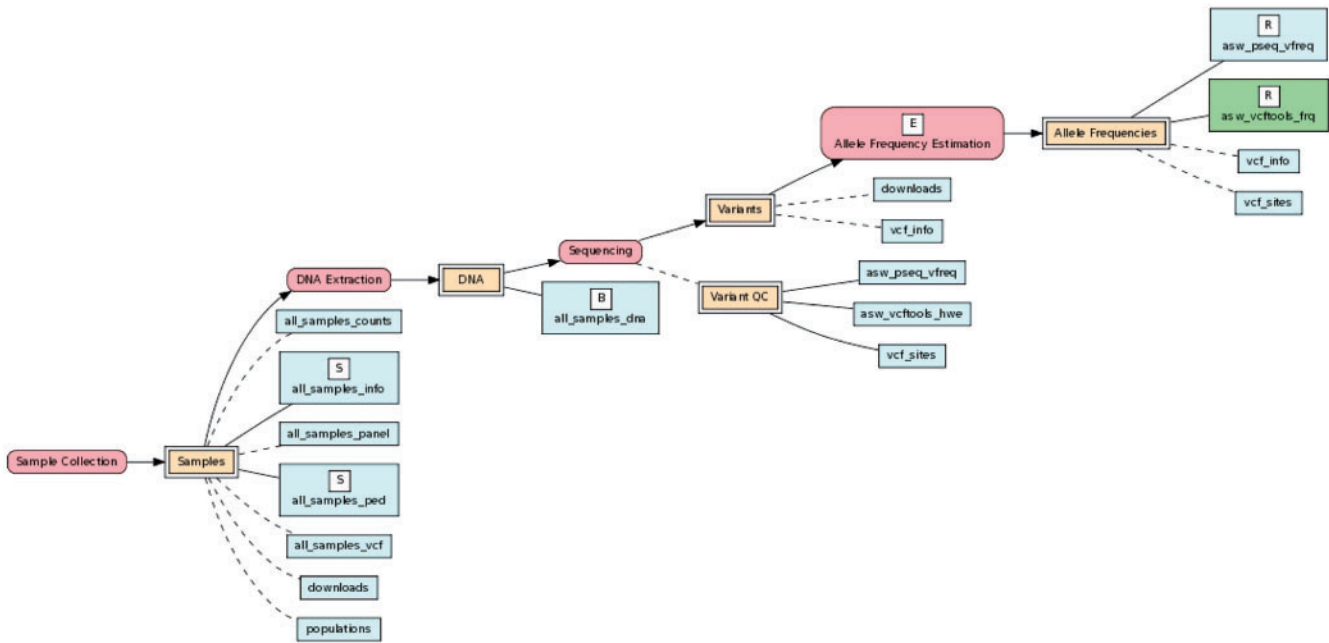 R
asw_pseq_vfreq
R
asw_vcftools_frq
E
Allele Frequency Estimation
Allele Frequencies
vcf_info
vcf_sites
downloads
Variants
vcf_info
Sequencing
asw_pseq_vfreq
DNA Extraction
DNA
Variant QC
B
all_samples_dna
asw_vcftools_hwe
vcf_sites
all_samples_counts
S
all_samples_info
all_samples_panel
Sample Collection
Samples
S
all_samples_ped
all_samples_vcf
downloads
populations